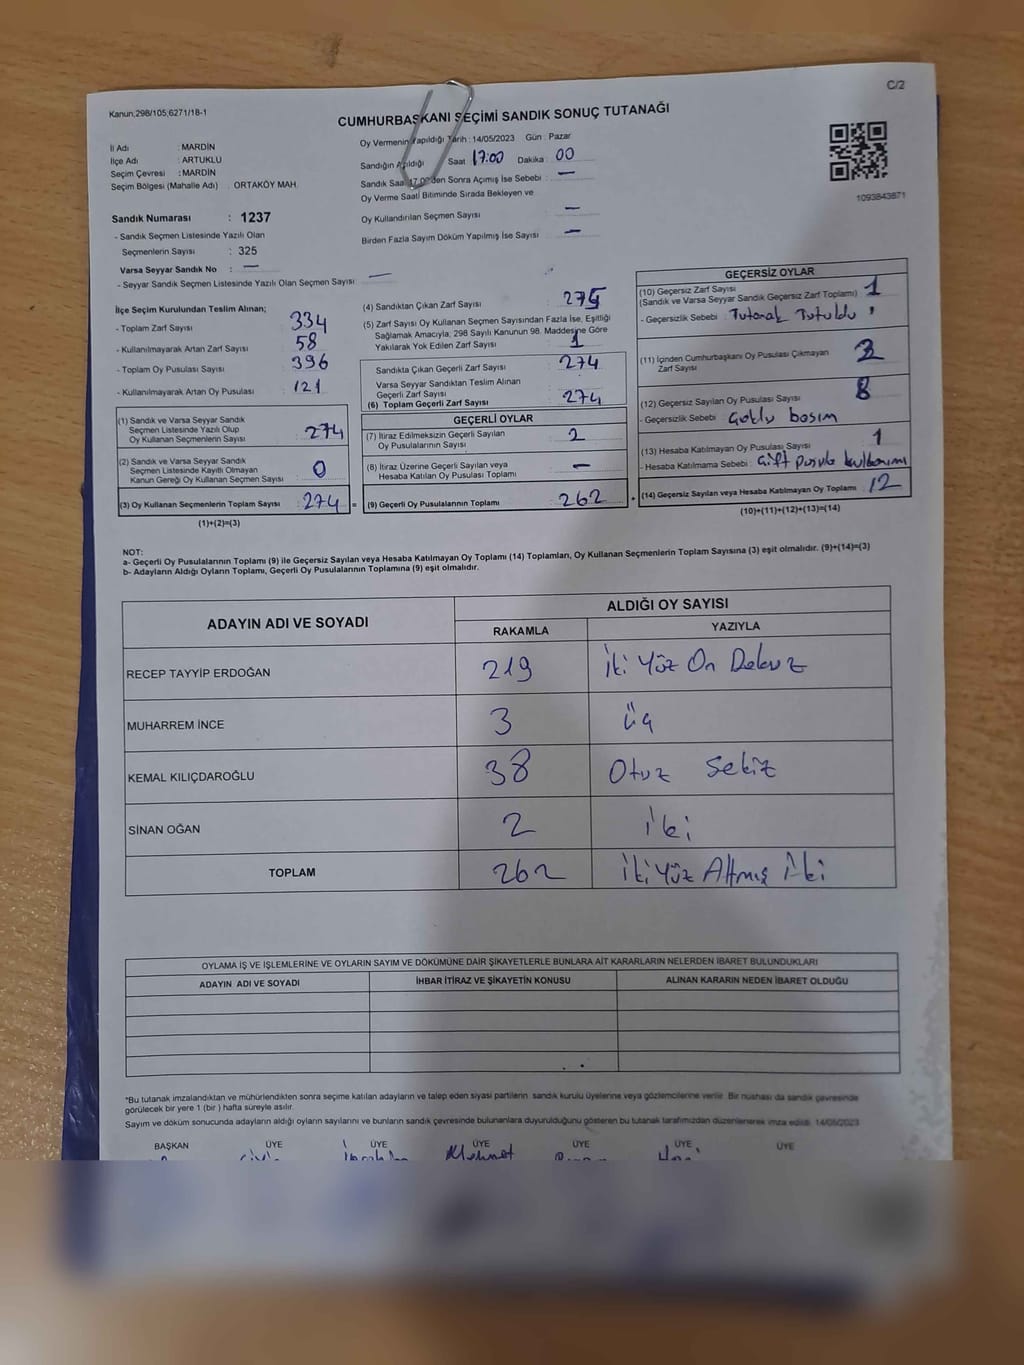 Kanun;298/105;6271/18-1
C/2
CUMHURBAŞKANI SEÇİMİ SANDIK SONUÇ TUTANAĞI
İl Adı : MARDİN
İlçe Adı : ARTUKLU
Seçim Çevresi : MARDİN
Seçim Bölgesi (Mahalle Adı) : ORTAKÖY MAH.
Oy Vermenin Yapıldığı Tarih : 14/05/2023 Gün : Pazar
Sandığın Açıldığı Saat 17:00 Dakika : 00
Sandık Saat 17.00'den Sonra Açımış İse Sebebi : —
Oy Verme Saati Bitiminde Sırada Bekleyen ve
Oy Kullandırılan Seçmen Sayısı : —
Birden Fazla Sayım Döküm Yapılmış İse Sayısı : —
1093843871
Sandık Numarası : 1237
- Sandık Seçmen Listesinde Yazılı Olan
Seçmenlerin Sayısı : 325
Varsa Seyyar Sandık No : —
- Seyyar Sandık Seçmen Listesinde Yazılı Olan Seçmen Sayısı: —
İlçe Seçim Kurulundan Teslim Alınan;
- Toplam Zarf Sayısı : 334
- Kullanılmayarak Artan Zarf Sayısı : 58
- Toplam Oy Pusulası Sayısı : 396
- Kullanılmayarak Artan Oy Pusulası : 121
(1) Sandık ve Varsa Seyyar Sandık
Seçmen Listesinde Yazılı Olup
Oy Kullanan Seçmenlerin Sayısı : 274
(2) Sandık ve Varsa Seyyar Sandık
Seçmen Listesinde Kayıtlı Olmayan
Kanun Gereği Oy Kullanan Seçmen Sayısı : 0
(3) Oy Kullanan Seçmenlerin Toplam Sayısı : 274 =
(1)+(2)=(3)
(4) Sandıktan Çıkan Zarf Sayısı : 275
(5) Zarf Sayısı Oy Kullanan Seçmen Sayısından Fazla İse, Eşitliği
Sağlamak Amacıyla, 298 Sayılı Kanunun 98. Maddesine Göre
Yakılarak Yok Edilen Zarf Sayısı : 1
Sandıkta Çıkan Geçerli Zarf Sayısı : 274
Varsa Seyyar Sandıktan Teslim Alınan
Geçerli Zarf Sayısı
(6) Toplam Geçerli Zarf Sayısı : 274
GEÇERLİ OYLAR
(7) İtiraz Edilmeksizin Geçerli Sayılan
Oy Pusulalarının Sayısı :
(8) İtiraz Üzerine Geçerli Sayılan veya
Hesaba Katılan Oy Pusulası Toplamı : —
(9) Geçerli Oy Pusulalarının Toplamı : 262 +
GEÇERSİZ OYLAR
(10) Geçersiz Zarf Sayısı : 1
(Sandık ve Varsa Seyyar Sandık Geçersiz Zarf Toplamı)
- Geçersizlik Sebebi : Tutanak Tutuldu
(11) İçinden Cumhurbaşkanı Oy Pusulası Çıkmayan
Zarf Sayısı :
(12) Geçersiz Sayılan Oy Pusulası Sayısı : 8
- Geçersizlik Sebebi : Çoklu basım
(13) Hesaba Katılmayan Oy Pusulası Sayısı : 1
- Hesaba Katılmama Sebebi : Çift pusula kullanımı
(14) Geçersiz Sayılan veya Hesaba Katılmayan Oy Toplamı : 12
(10)+(11)+(12)+(13)=(14)
NOT:
a- Geçerli Oy Pusulalarının Toplamı (9) ile Geçersiz Sayılan veya Hesaba Katılmayan Oy Toplamı (14) Toplamları, Oy Kullanan Seçmenlerin Toplam Sayısına (3) eşit olmalıdır. (9)+(14)=(3)
b- Adayların Aldığı Oyların Toplamı, Geçerli Oy Pusulalarının Toplamına (9) eşit olmalıdır.
ADAYIN ADI VE SOYADI
ALDIĞI OY SAYISI
RAKAMLA YAZIYLA
RECEP TAYYİP ERDOĞAN 219 İki Yüz On Dokuz
MUHARREM İNCE 3 Üç
KEMAL KILIÇDAROĞLU 38 Otuz Sekiz
SİNAN OĞAN 2 iki
TOPLAM 262 İki Yüz Altmış İki
OYLAMA İŞ VE İŞLEMLERİNE VE OYLARIN SAYIM VE DÖKÜMÜNE DAİR ŞİKAYETLERLE BUNLARA AİT KARARLARIN NELERDEN İBARET BULUNDUKLARI
ADAYIN ADI VE SOYADI İHBAR İTİRAZ VE ŞİKAYETİN KONUSU ALINAN KARARIN NEDEN İBARET OLDUĞU
*Bu tutanak imzalandıktan ve mühürlendikten sonra seçime katılan adayların ve talep eden siyasi partilerin sandık kurulu üyelerine veya gözlemcilerine verilir. Bir nüshası da sandık çevresinde
görülecek bir yere 1 (bir ) hafta süreyle asılır.
Sayım ve döküm sonucunda adayların aldığı oyların sayılarını ve bunların sandık çevresinde bulunanlara duyurulduğunu gösteren bu tutanak tarafımızdan düzenlenerek imza edildi. 14/05/2023
BAŞKAN ÜYE ÜYE ÜYE ÜYE ÜYE ÜYE
Mehmet